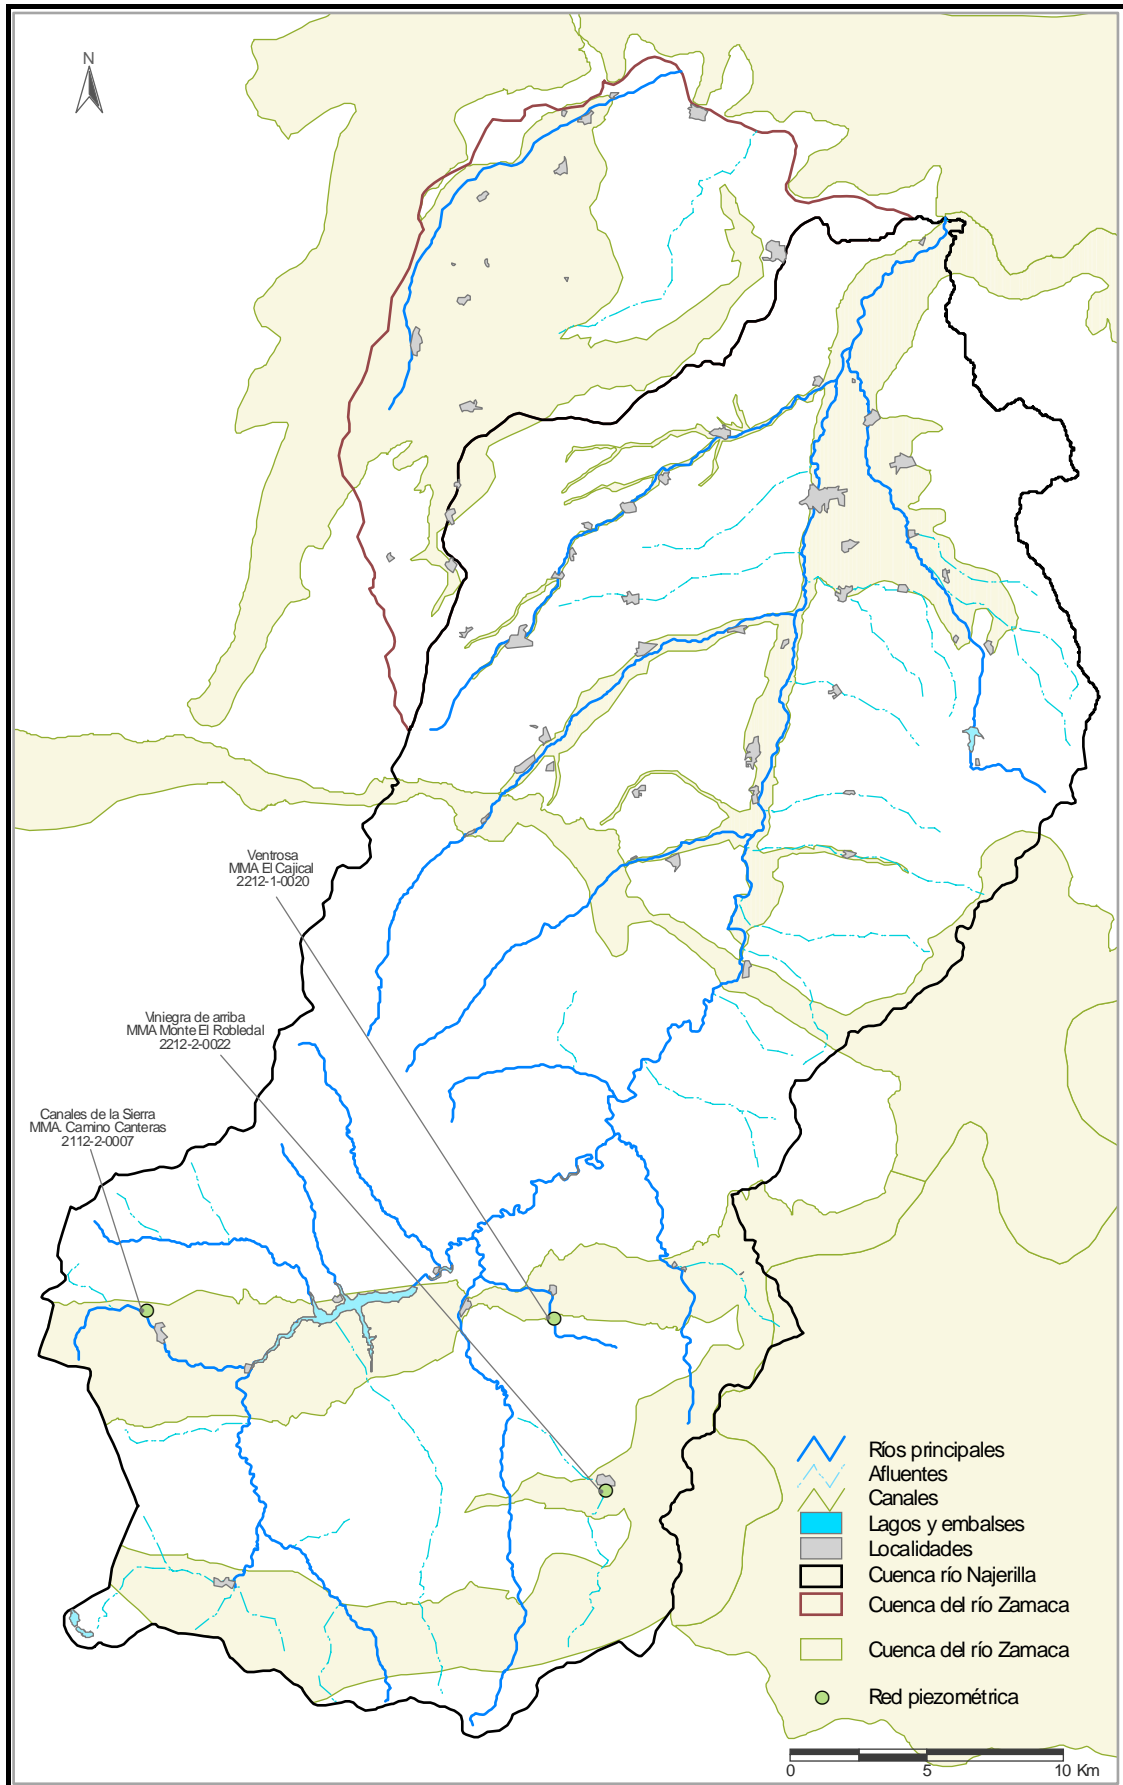 N
Ventrosa
MMA El Cajical
2212-1-0020
Viniegra de arriba
MMA Monte El Robledal
2212-2-0022
Canales de la Sierra
MMA. Camino Canteras
2112-2-0007
Ríos principales
Afluentes
Canales
Lagos y embalses
Localidades
Cuenca río Najerilla
Cuenca del río Zamaca
Cuenca del río Zamaca
Red piezométrica
0 5 10 Km